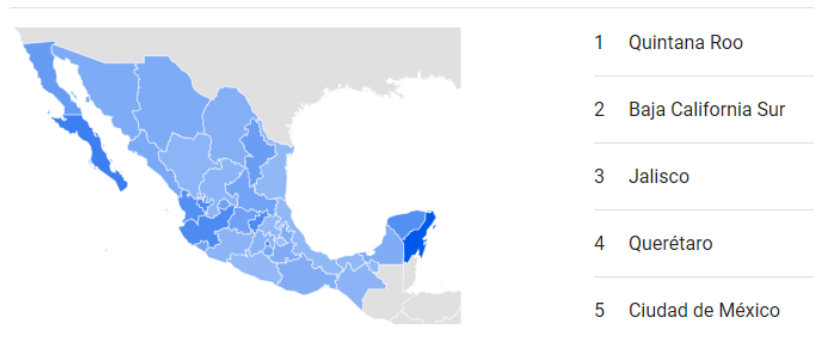 1 Quintana Roo
2 Baja California Sur
3 Jalisco
4 Querétaro
5 Ciudad de México